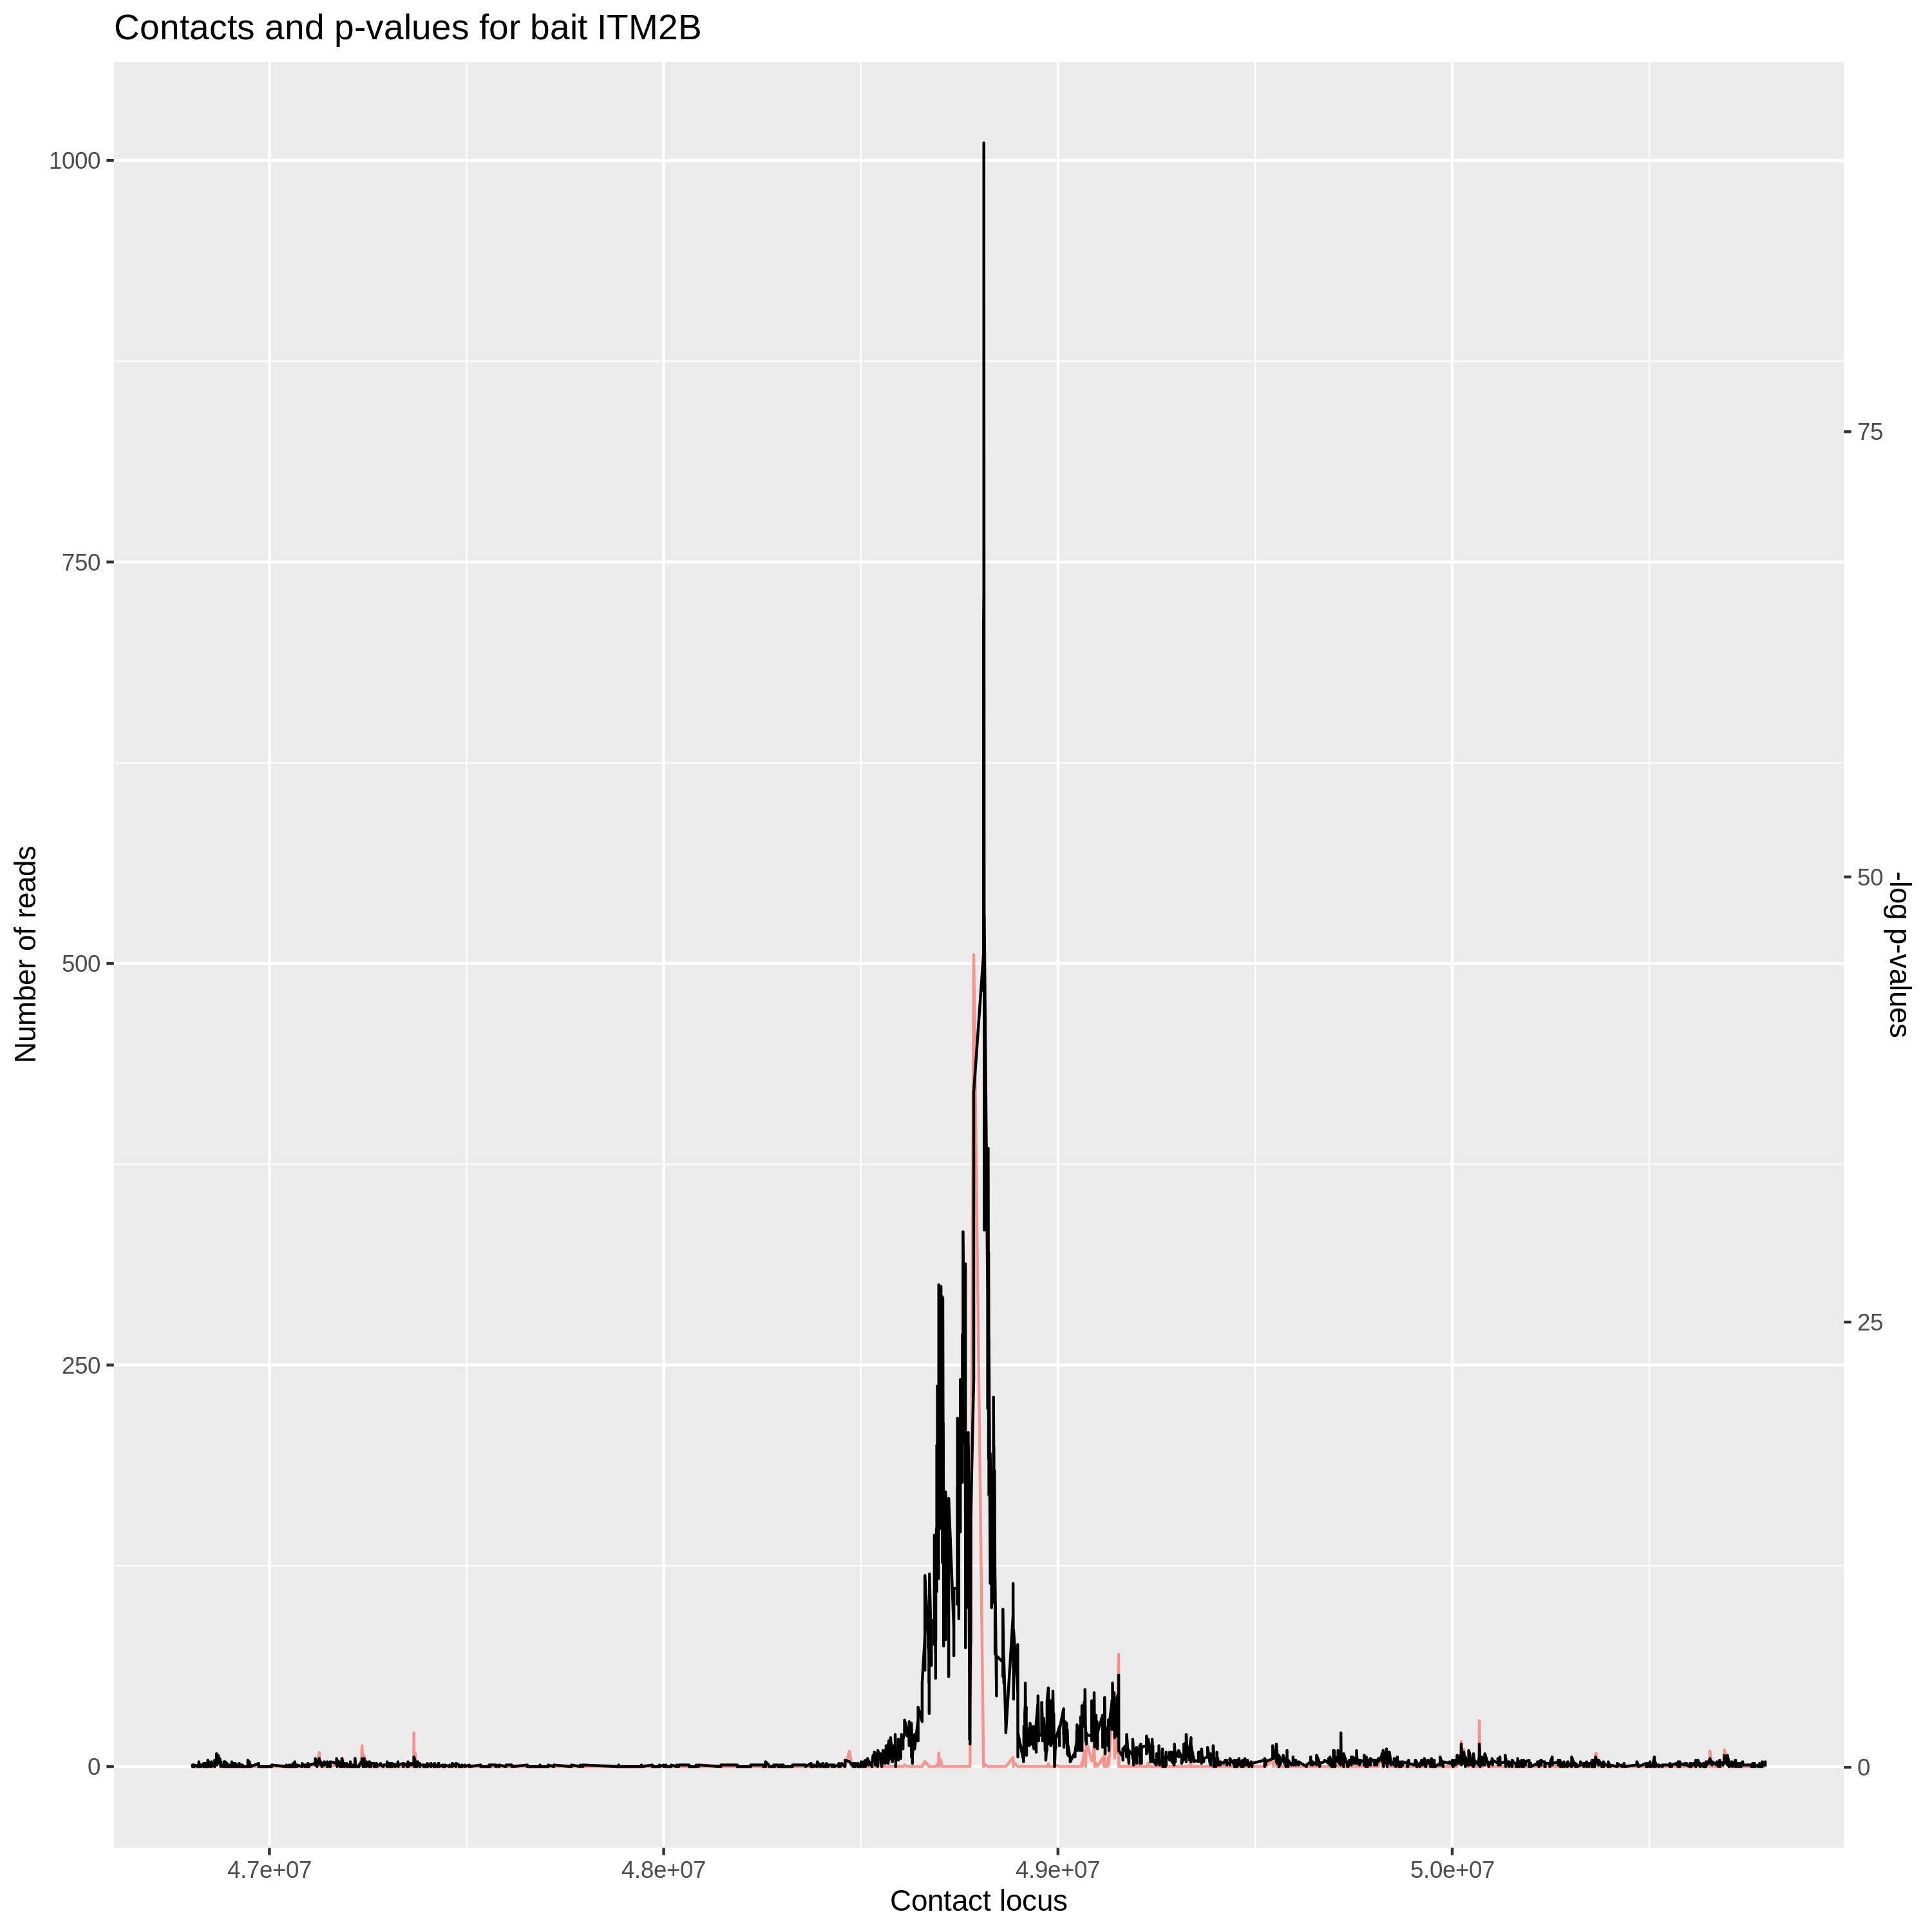 Contacts and p-values for bait ITM2B
1000
750
500
250
0
Number of reads
75
50
25
0
-log p-values
4.7e+07
4.8e+07
4.9e+07
5.0e+07
Contact locus